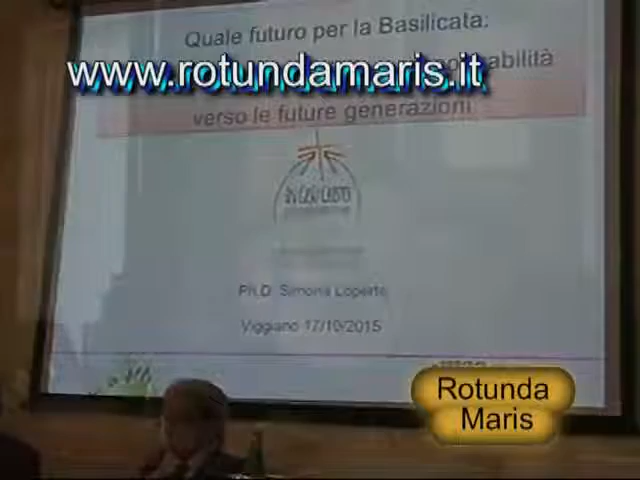 Quale futuro per la Basilicata:
www.rotundamaris.it
verso le future generazioni
Ph.D. Simona Loperte
Viggiano 17/10/2015
Rotunda
Maris